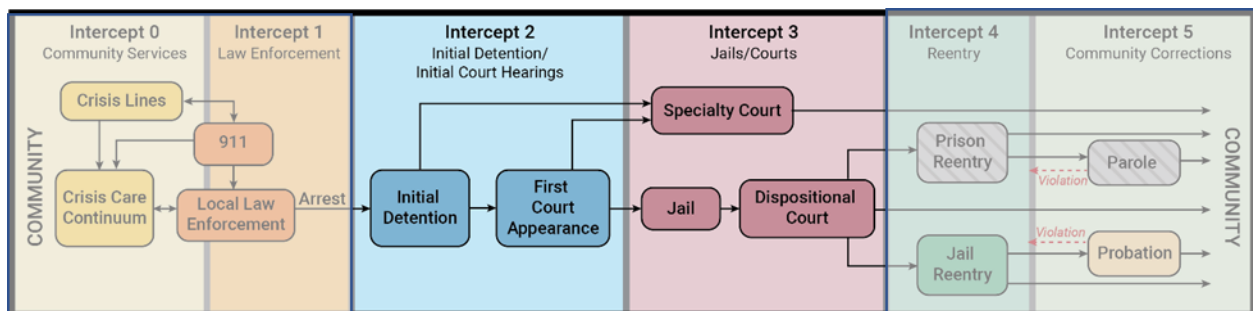 Intercept 0
Community Services
Intercept 1
Law Enforcement
Intercept 2
Initial Detention/
Initial Court Hearings
Intercept 3
Jails/Courts
Intercept 4
Reentry
Intercept 5
Community Corrections
COMMUNITY
Crisis Lines
911
Crisis Care
Continuum
Local Law
Enforcement
Arrest
Initial
Detention
First
Court
Appearance
Specialty Court
Jail
Dispositional
Court
Prison
Reentry
Parole
Violation
Violation
Jail
Reentry
Probation
COMMUNITY